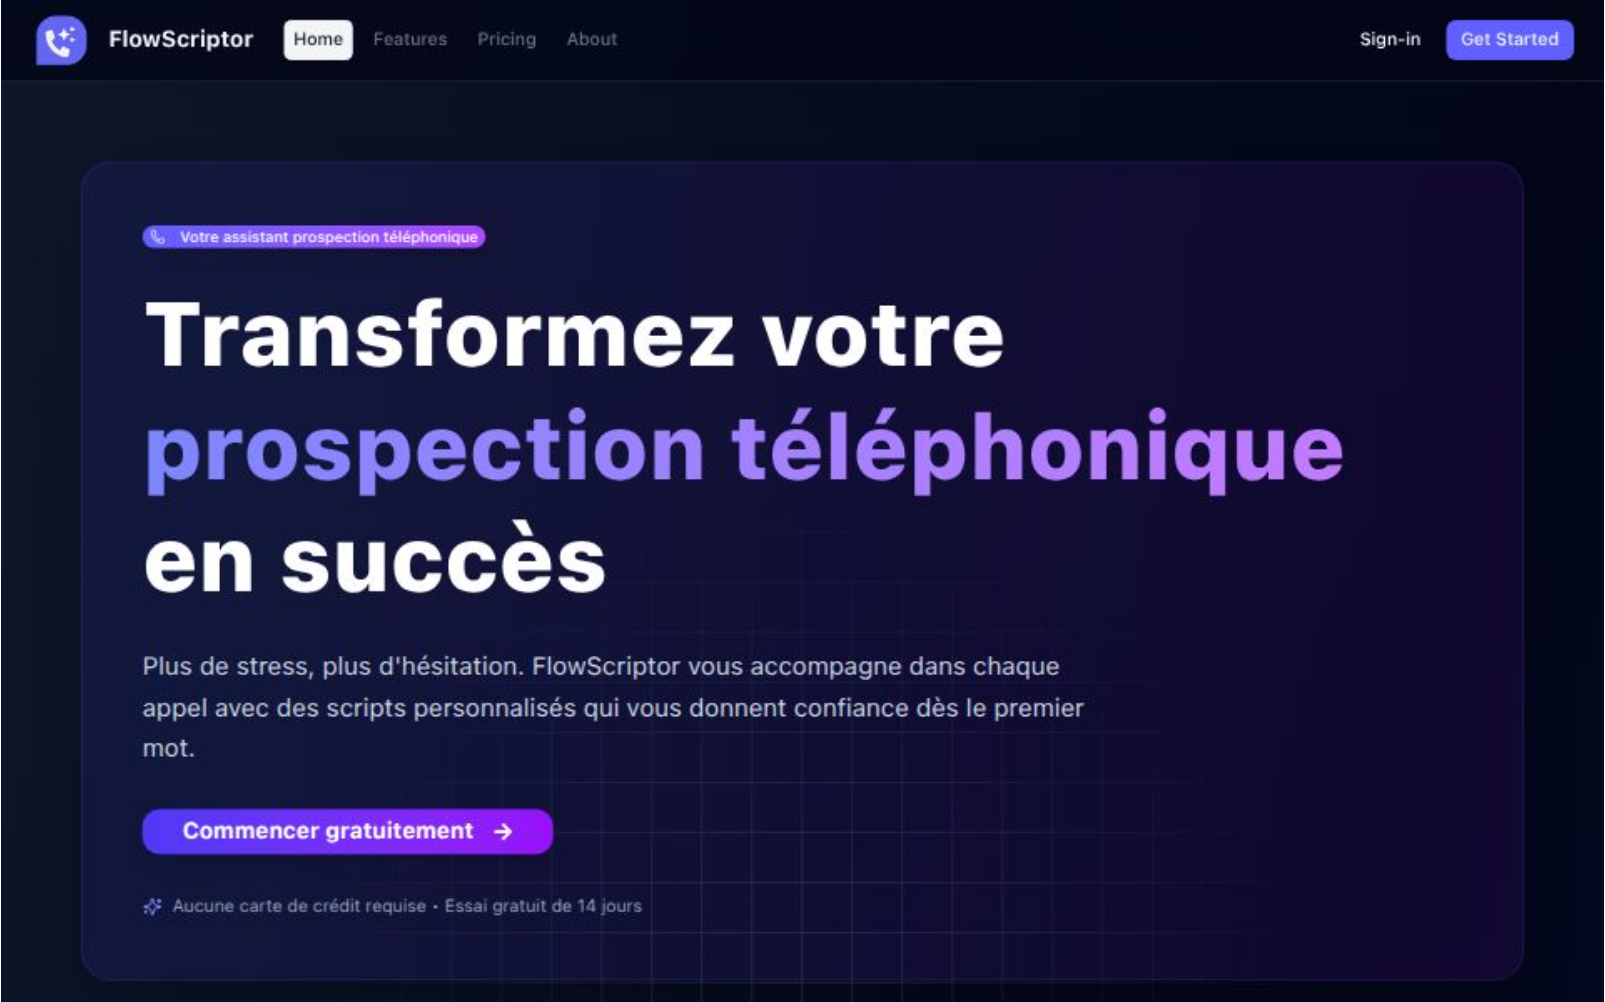 FlowScriptor
Home
Features
Pricing
About
Sign-in
Get Started
Votre assistant prospection téléphonique
Transformez votre
prospection téléphonique
en succès
Plus de stress, plus d'hésitation. FlowScriptor vous accompagne dans chaque
appel avec des scripts personnalisés qui vous donnent confiance dès le premier
mot.
Commencer gratuitement →
Aucune carte de crédit requise • Essai gratuit de 14 jours